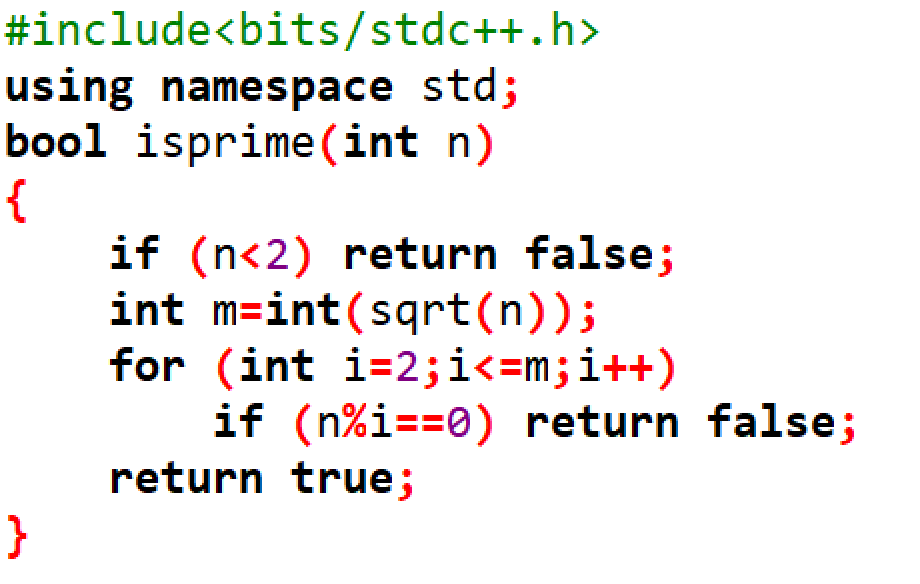 #include<bits/stdc++.h>
using namespace std;
bool isprime(int n)
{
    if (n<2) return false;
    int m=int(sqrt(n));
    for (int i=2;i<=m;i++)
        if (n%i==0) return false;
    return true;
}